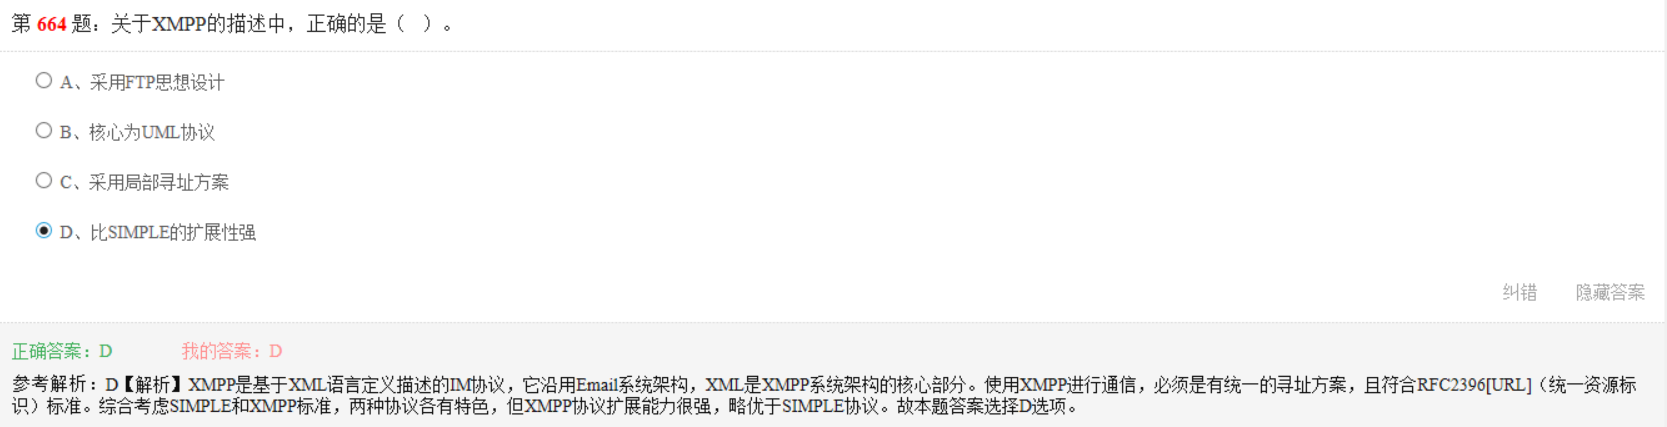 第 664 题：关于XMPP的描述中，正确的是（  ）。
A、采用FTP思想设计
B、核心为UML协议
C、采用局部寻址方案
D、比SIMPLE的扩展性强
纠错 隐藏答案
正确答案：D 我的答案：D
参考解析：D【解析】XMPP是基于XML语言定义描述的IM协议，它沿用Email系统架构，XML是XMPP系统架构的核心部分。使用XMPP进行通信，必须是有统一的寻址方案，且符合RFC2396[URL]（统一资源标
识）标准。综合考虑SIMPLE和XMPP标准，两种协议各有特色，但XMPP协议扩展能力很强，略优于SIMPLE协议。故本题答案选择D选项。